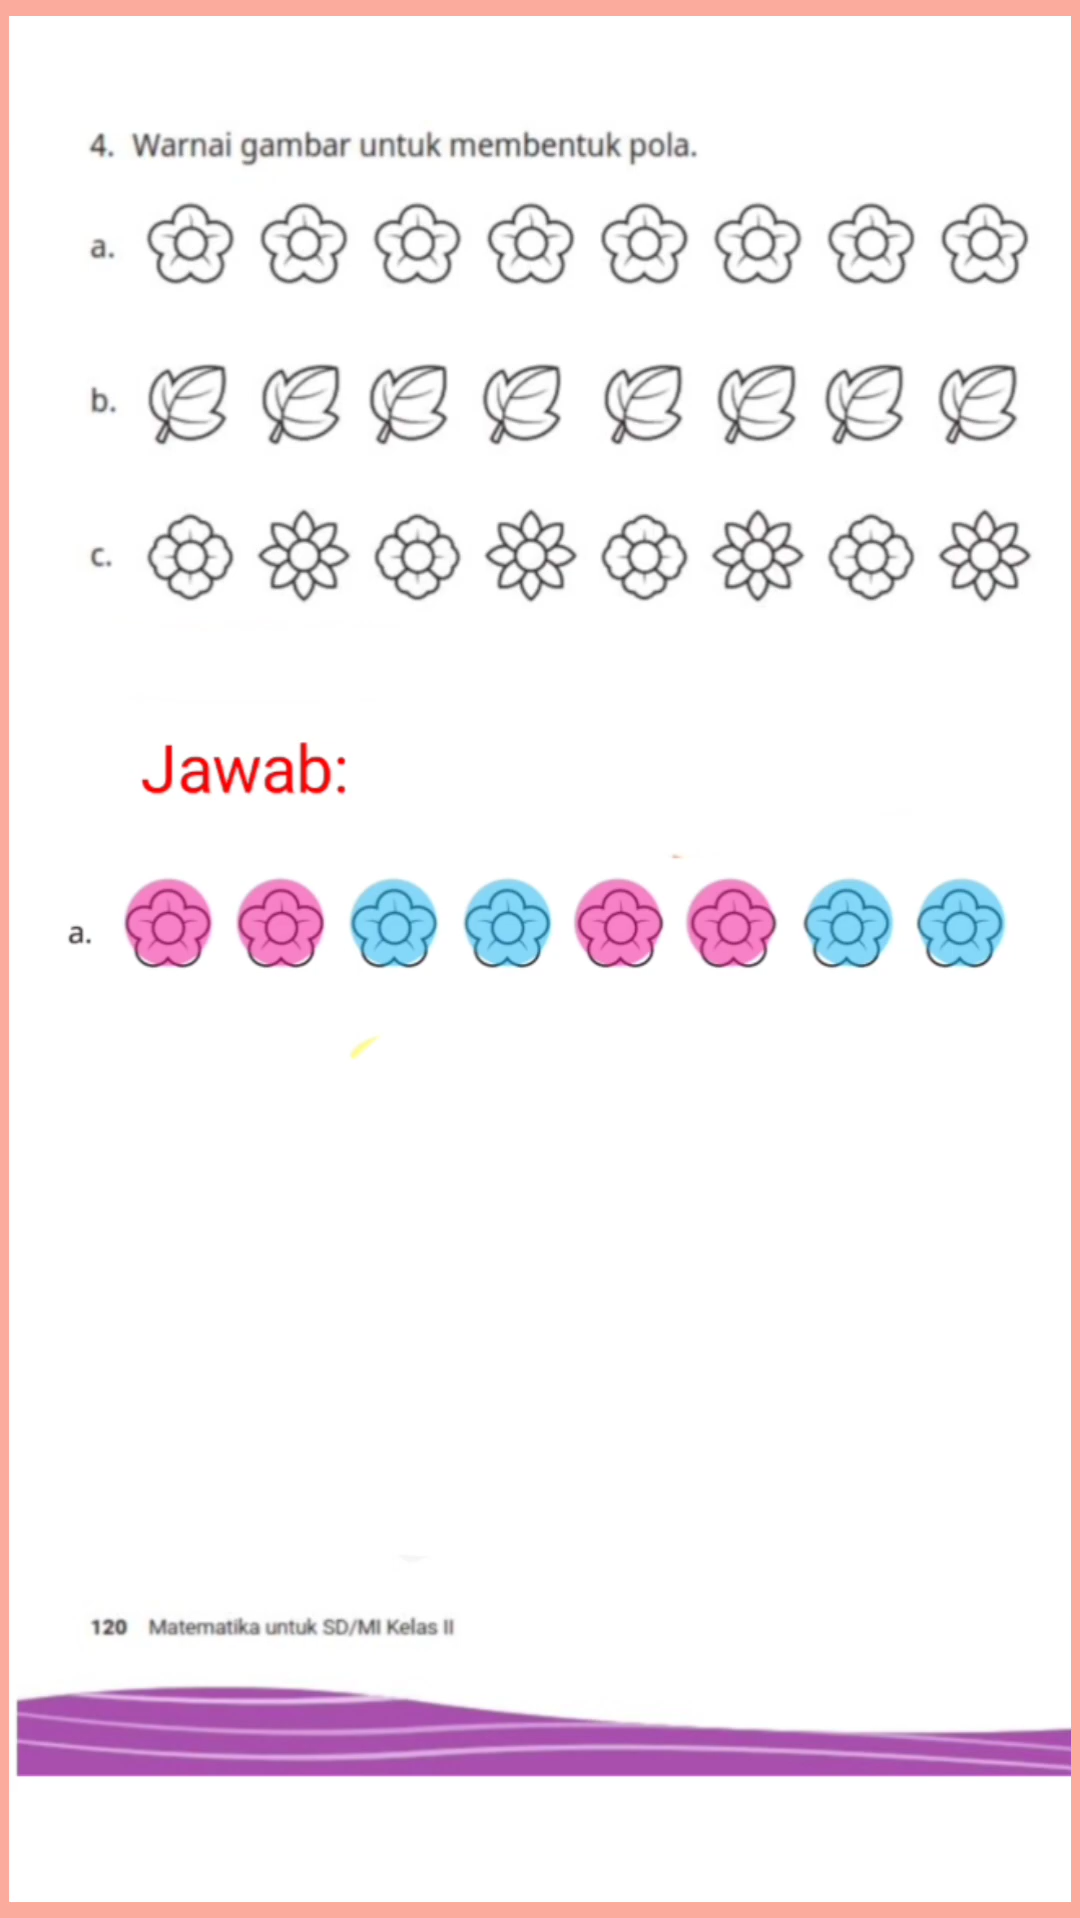 4. Warnai gambar untuk membentuk pola.
a.
b.
c.
Jawab:
a.
120 Matematika untuk SD/MI Kelas II